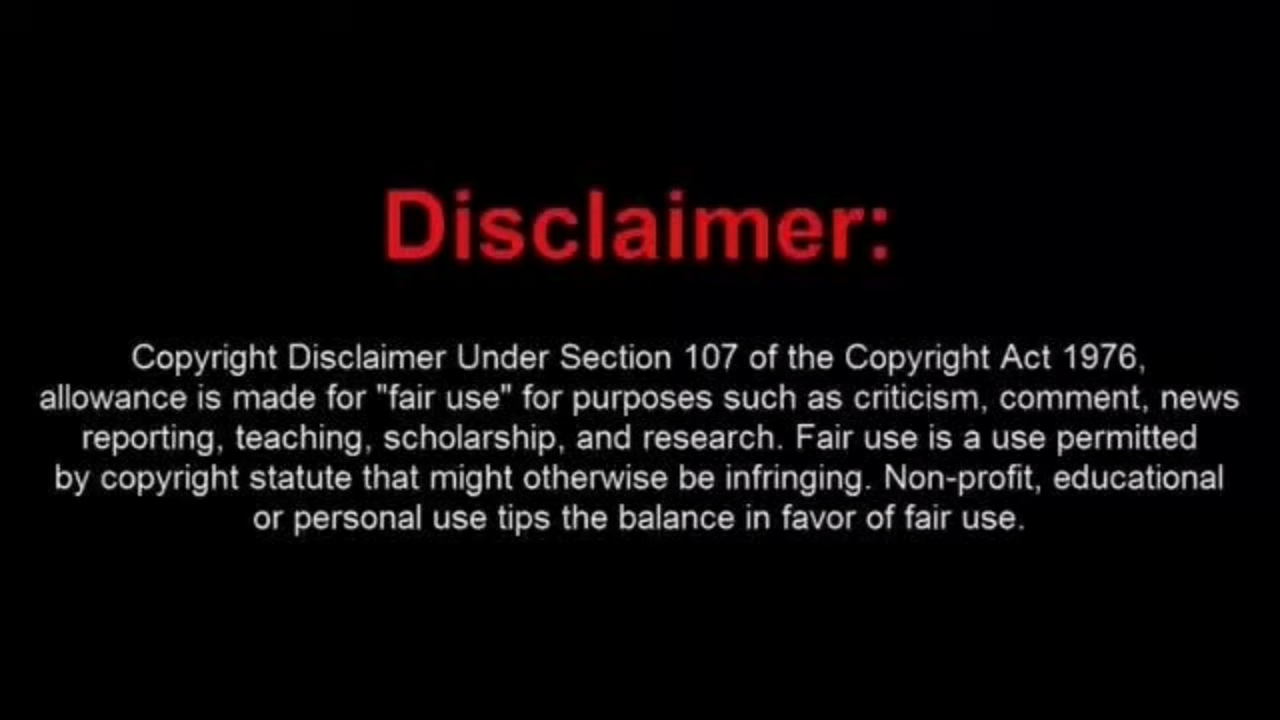 Disclaimer:
Copyright Disclaimer Under Section 107 of the Copyright Act 1976,
allowance is made for "fair use" for purposes such as criticism, comment, news
reporting, teaching, scholarship, and research. Fair use is a use permitted
by copyright statute that might otherwise be infringing. Non-profit, educational
or personal use tips the balance in favor of fair use.